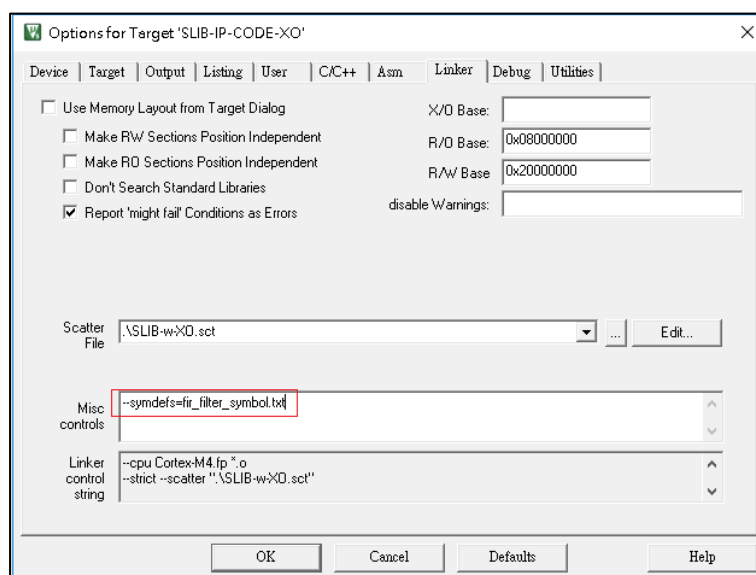 Options for Target 'SLIB-IP-CODE-XO'
Device Target Output Listing User C/C++ Asm Linker Debug Utilities
Use Memory Layout from Target Dialog
X/O Base:
Make RW Sections Position Independent
R/O Base: 0x08000000
Make RO Sections Position Independent
R/W Base 0x20000000
Don't Search Standard Libraries
disable Warnings:
Report 'might fail' Conditions as Errors
Scatter
File
.\SLIB-w-XO.sct
...
Edit...
Misc
controls
--symdefs=fir_filter_symbol.txt
Linker
control
string
--cpu Cortex-M4.fp *.o
--strict --scatter ".\SLIB-w-XO.sct"
OK Cancel Defaults Help